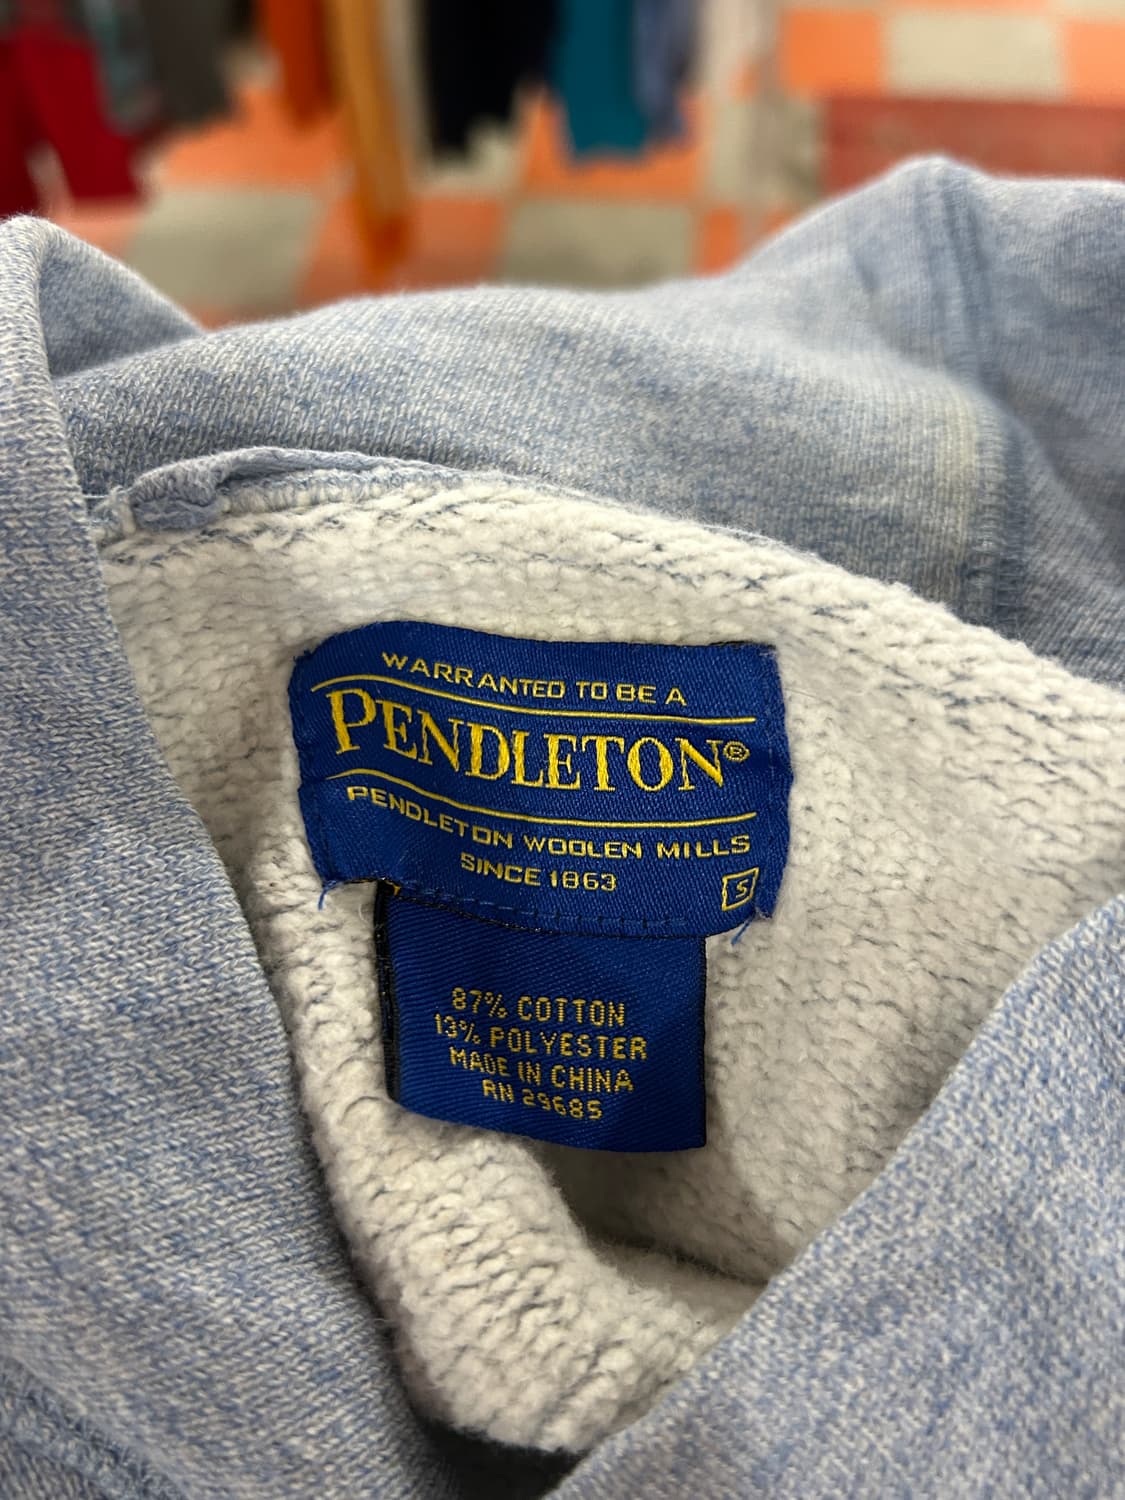 WARRANTED TO BE A
PENDLETON®
PENDLETON WOOLEN MILLS
SINCE 1863
S
87% COTTON
13% POLYESTER
MADE IN CHINA
RN 29685